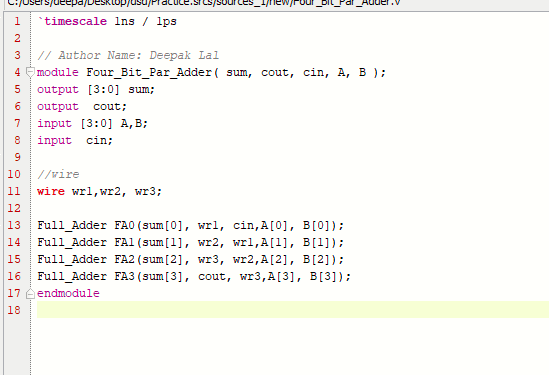 C:/Users/deepa/Desktop/dsd/Practice.srcs/sources_1/new/Four_Bit_Par_Adder.v
1 `timescale 1ns / 1ps
2
3 // Author Name: Deepak Lal
4 module Four_Bit_Par_Adder( sum, cout, cin, A, B );
5 output [3:0] sum;
6 output  cout;
7 input [3:0] A,B;
8 input  cin;
9
10 //wire
11 wire wr1,wr2, wr3;
12
13 Full_Adder FA0(sum[0], wr1, cin,A[0], B[0]);
14 Full_Adder FA1(sum[1], wr2, wr1,A[1], B[1]);
15 Full_Adder FA2(sum[2], wr3, wr2,A[2], B[2]);
16 Full_Adder FA3(sum[3], cout, wr3,A[3], B[3]);
17 endmodule
18